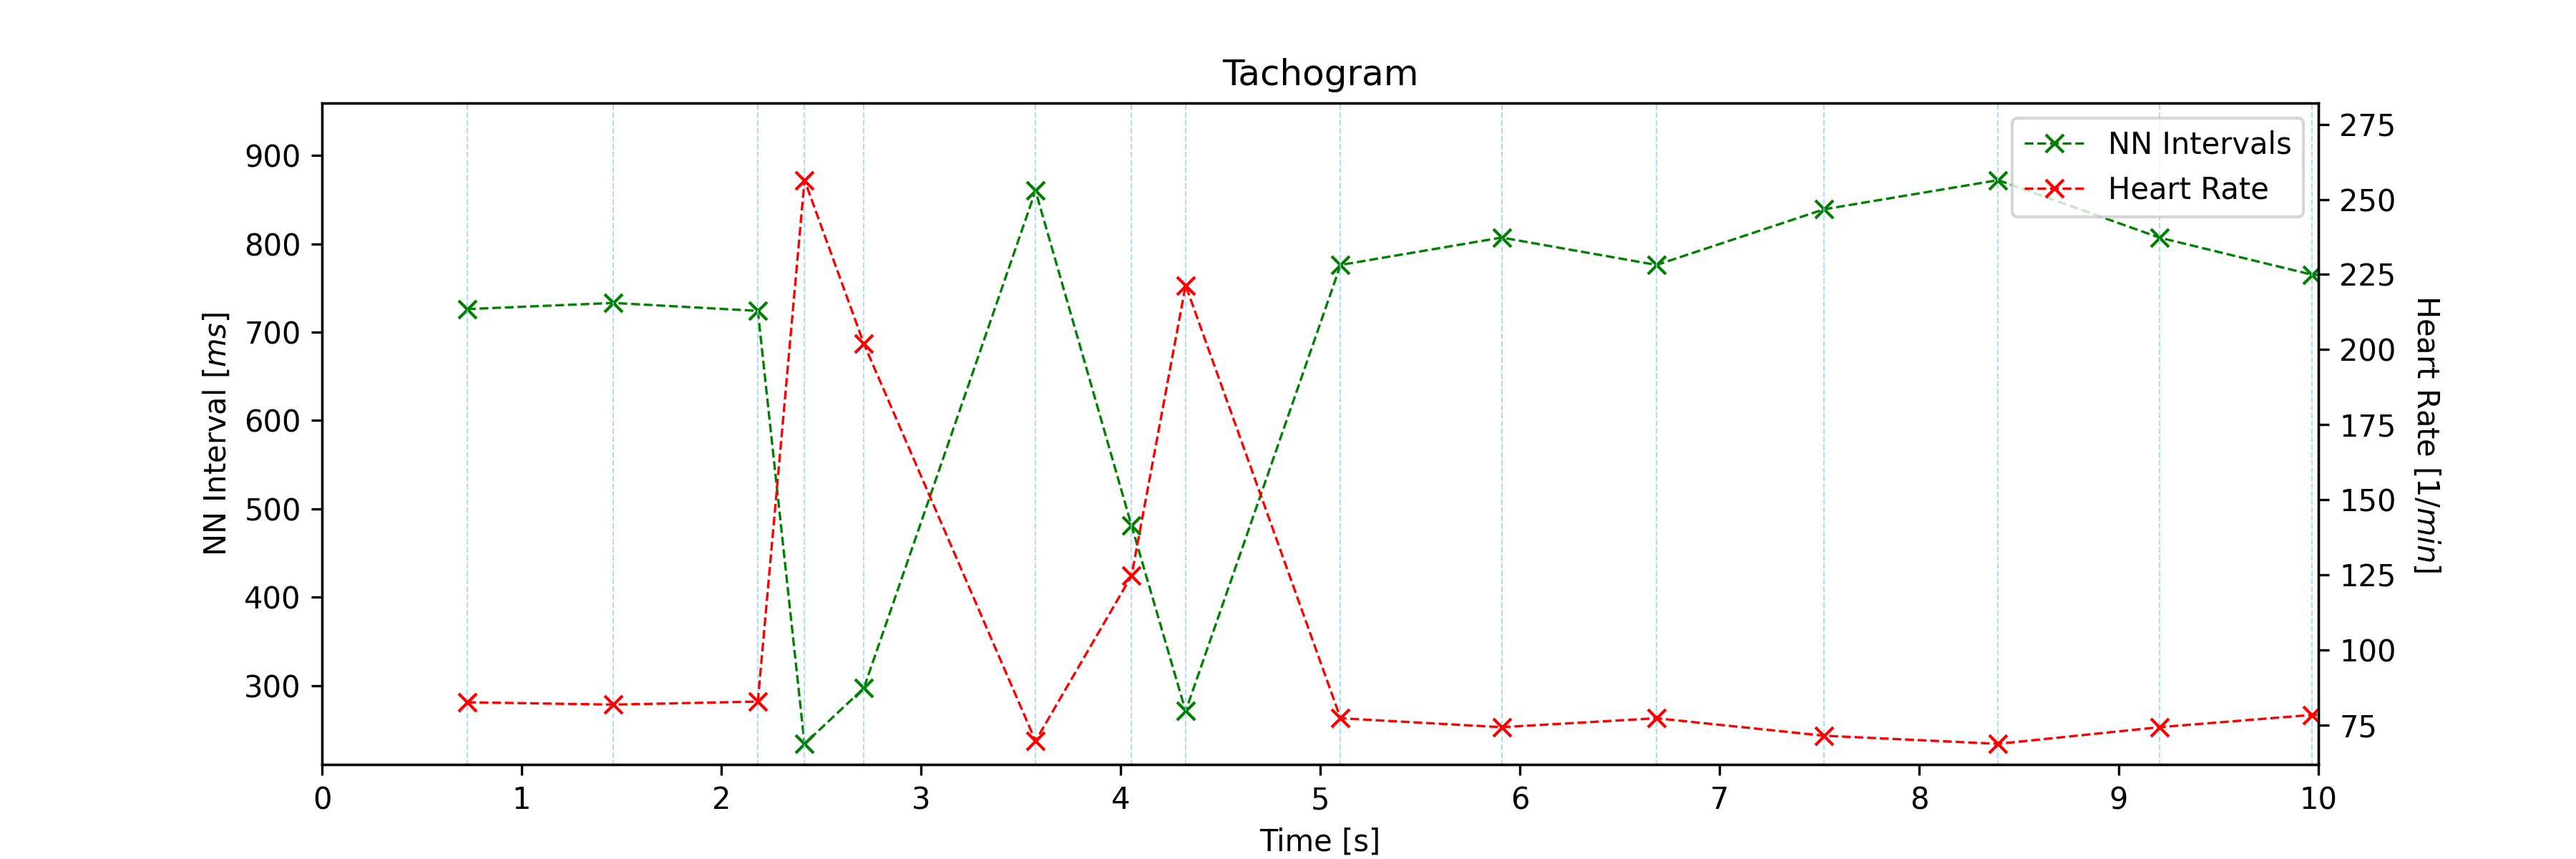 Tachogram
NN Interval [ms]
900
800
700
600
500
400
300
275
250
225
200
175
150
125
100
75
Heart Rate [1/min]
NN Intervals
Heart Rate
0 1 2 3 4 5 6 7 8 9 10
Time [s]